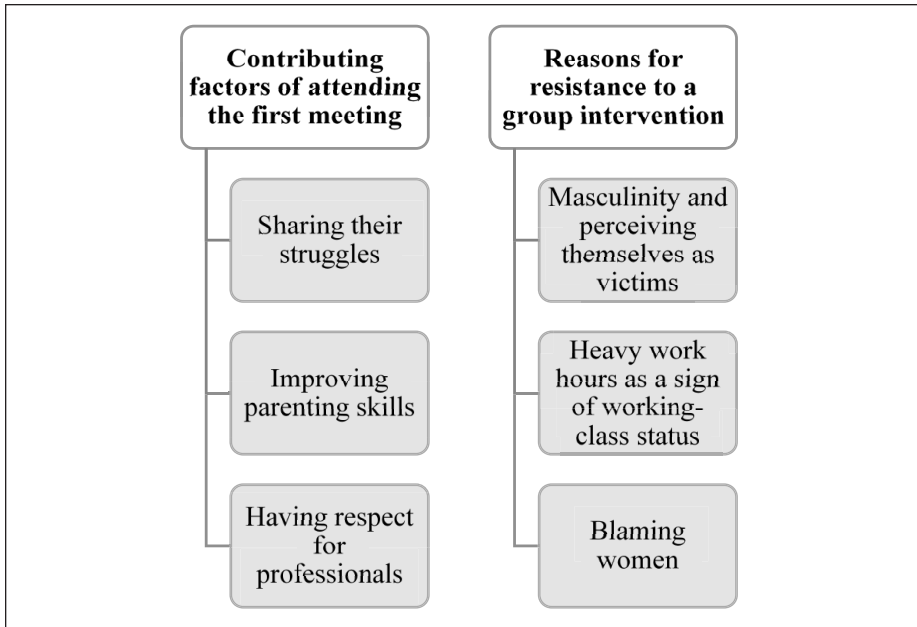 Contributing
factors of attending
the first meeting
Sharing their
struggles
Improving
parenting skills
Having respect
for
professionals
Reasons for
resistance to a
group intervention
Masculinity and
perceiving
themselves as
victims
Heavy work
hours as a sign
of working-
class status
Blaming
women